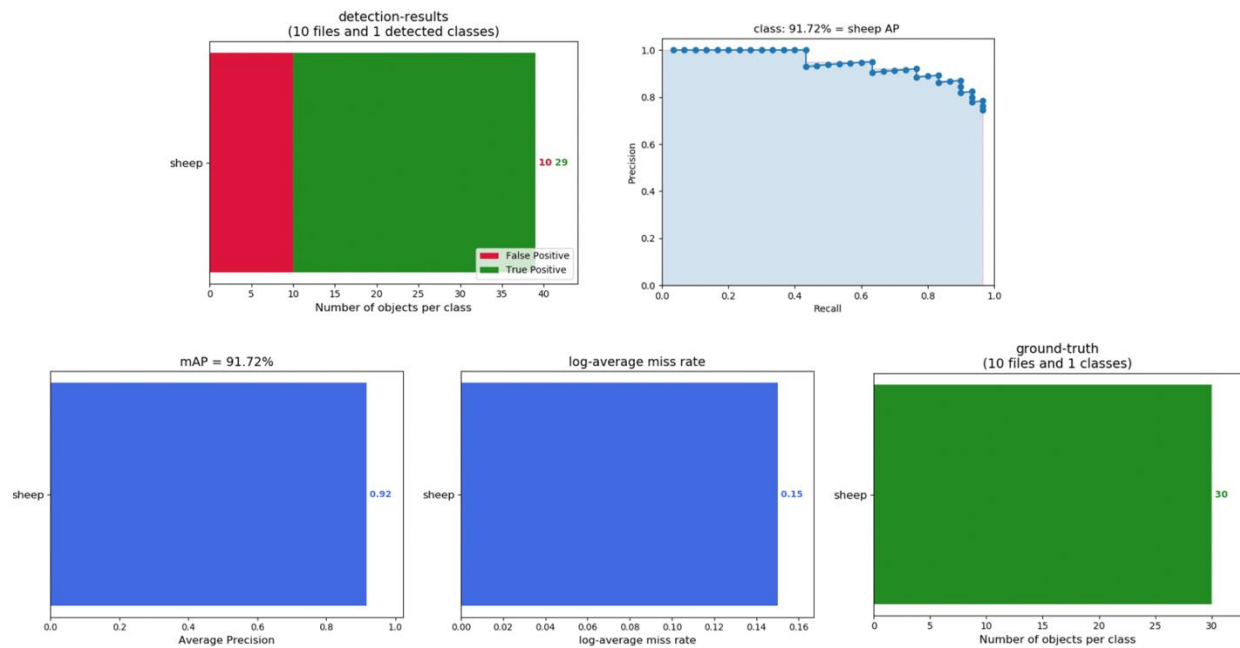 detection-results
(10 files and 1 detected classes)
sheep
10 29
False Positive
True Positive
0 5 10 15 20 25 30 35 40
Number of objects per class
class: 91.72% = sheep AP
1.0
0.8
0.6
0.4
0.2
0.0
Precision
0.0 0.2 0.4 0.6 0.8 1.0
Recall
mAP = 91.72%
sheep
0.92
0.0 0.2 0.4 0.6 0.8 1.0
Average Precision
log-average miss rate
sheep
0.15
0.00 0.02 0.04 0.06 0.08 0.10 0.12 0.14 0.16
log-average miss rate
ground-truth
(10 files and 1 classes)
sheep
30
0 5 10 15 20 25 30
Number of objects per class